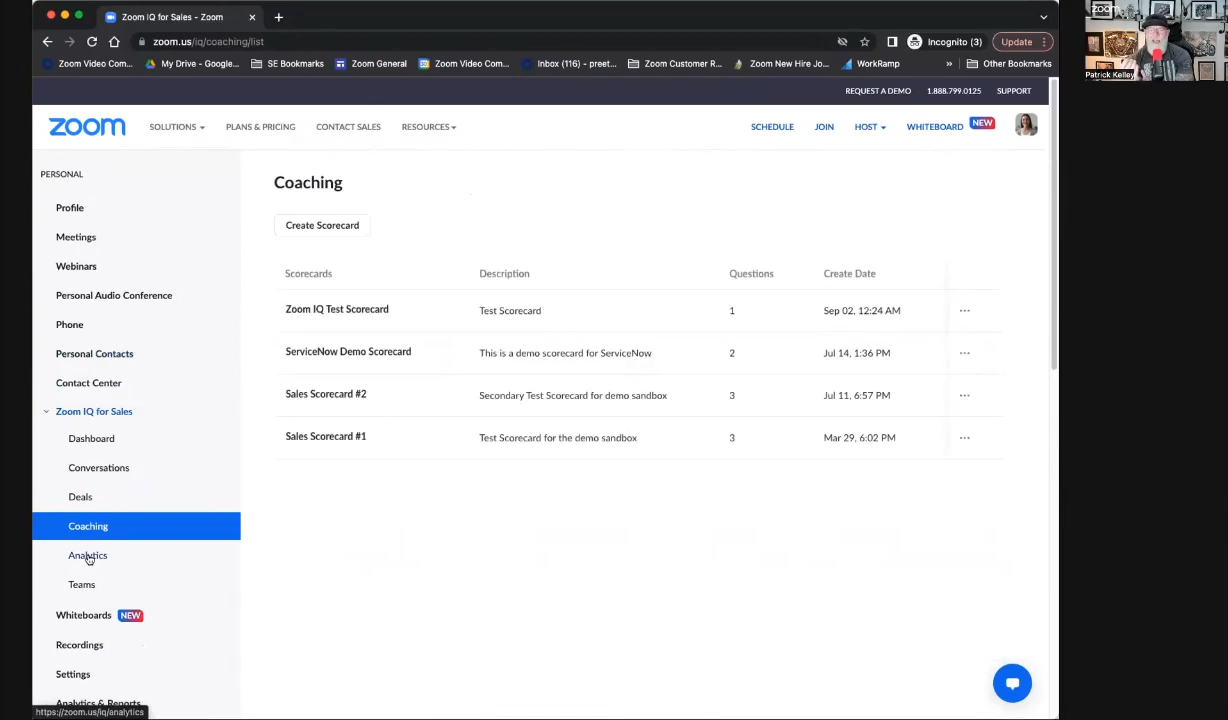 Zoom IQ for Sales - Zoom
zoom.us/iq/coaching/list
Incognito (3)
Update
Zoom Video Com...
My Drive - Google...
SE Bookmarks
Zoom General
Zoom Video Com...
Inbox (116) - preet...
Zoom Customer R...
Zoom New Hire Jo...
WorkRamp
»
Other Bookmarks
zoom
Patrick Kelley
REQUEST A DEMO
1.888.799.0125
SUPPORT
zoom
SOLUTIONS
PLANS & PRICING
CONTACT SALES
RESOURCES
SCHEDULE
JOIN
HOST
WHITEBOARD
NEW
PERSONAL
Profile
Meetings
Webinars
Personal Audio Conference
Phone
Personal Contacts
Contact Center
Zoom IQ for Sales
Dashboard
Conversations
Deals
Coaching
Analytics
Teams
Whiteboards NEW
Recordings
Settings
Analytics & Reports
https://zoom.us/iq/analytics
Coaching
Create Scorecard
Scorecards Description Questions Create Date
Zoom IQ Test Scorecard Test Scorecard 1 Sep 02, 12:24 AM ...
ServiceNow Demo Scorecard This is a demo scorecard for ServiceNow 2 Jul 14, 1:36 PM ...
Sales Scorecard #2 Secondary Test Scorecard for demo sandbox 3 Jul 11, 6:57 PM ...
Sales Scorecard #1 Test Scorecard for the demo sandbox 3 Mar 29, 6:02 PM ...